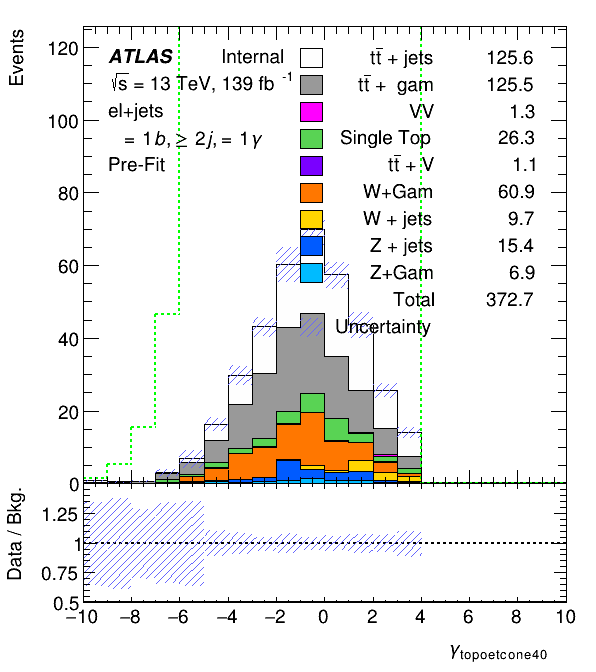 Events
120
100
80
60
40
20
0
ATLAS Internal
√s = 13 TeV, 139 fb -1
el+jets
= 1b, ≥ 2j, = 1γ
Pre-Fit
tt̄ + jets 125.6
tt̄ + gam 125.5
VV 1.3
Single Top 26.3
tt̄ + V 1.1
W+Gam 60.9
W + jets 9.7
Z + jets 15.4
Z+Gam 6.9
Total 372.7
Uncertainty
Data / Bkg.
1.25
1
0.75
0.5
−10 −8 −6 −4 −2 0 2 4 6 8 10
γtopoetcone40